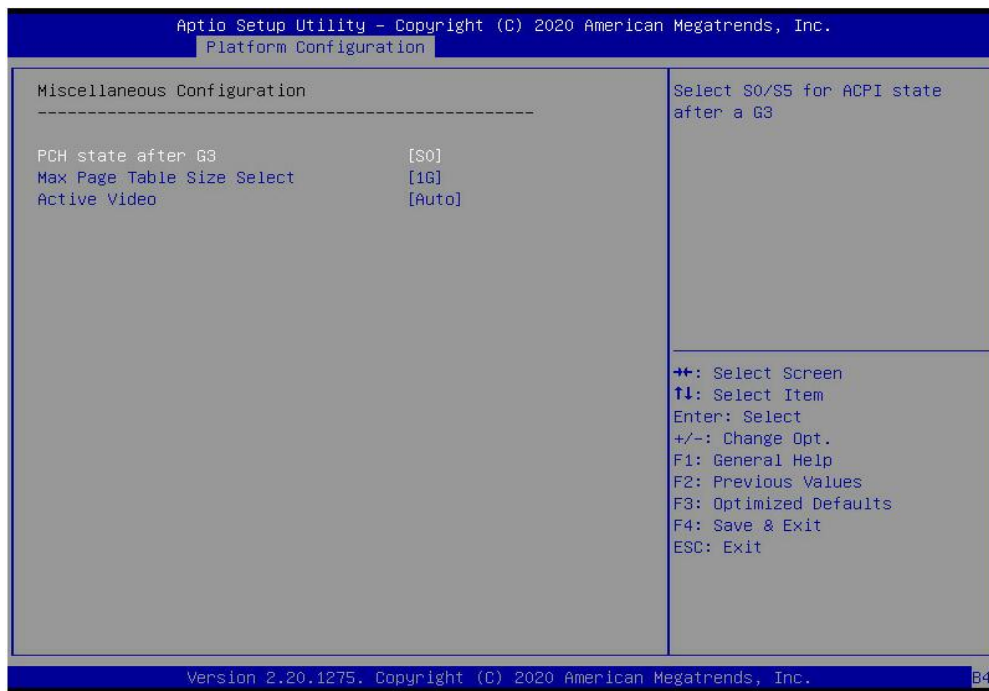 Aptio Setup Utility – Copyright (C) 2020 American Megatrends, Inc.
Platform Configuration
Miscellaneous Configuration
--------------------------------------------------
PCH state after G3 [S0]
Max Page Table Size Select [1G]
Active Video [Auto]
Select S0/S5 for ACPI state
after a G3
→←: Select Screen
↑↓: Select Item
Enter: Select
+/-: Change Opt.
F1: General Help
F2: Previous Values
F3: Optimized Defaults
F4: Save & Exit
ESC: Exit
Version 2.20.1275. Copyright (C) 2020 American Megatrends, Inc.
B4